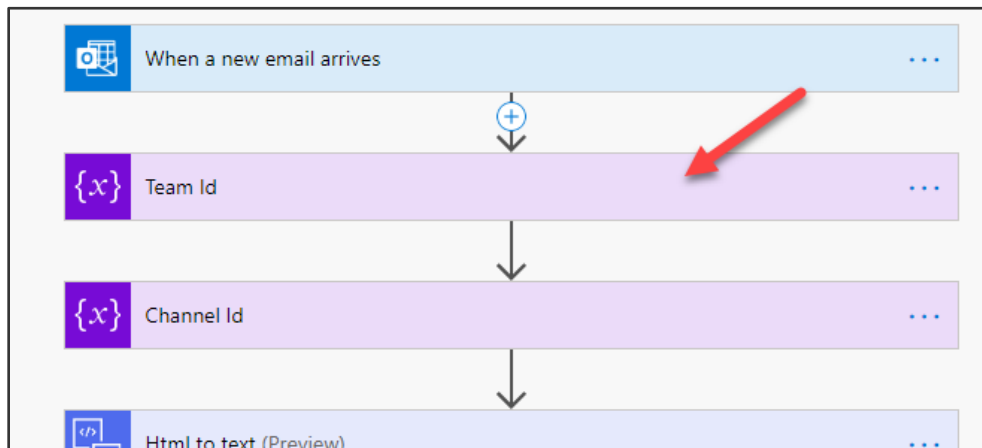 When a new email arrives
{x} Team Id
{x} Channel Id
Html to text (Preview)